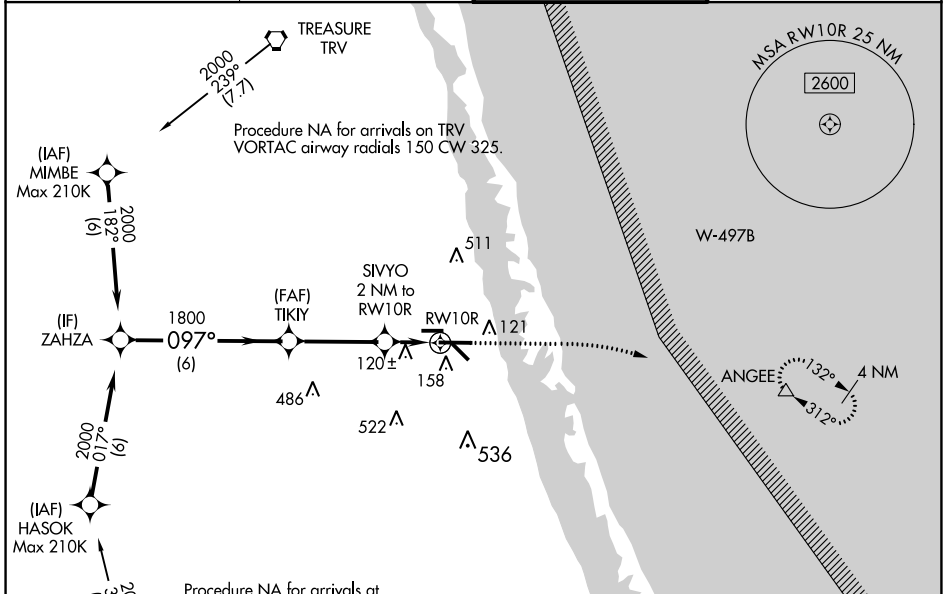 TREASURE
TRV
2000
239°
(7.7)
Procedure NA for arrivals on TRV
VORTAC airway radials 150 CW 325.
MSA RW10R 25 NM
2600
(IAF)
MIMBE
Max 210K
2000
182°
(6)
W-497B
511
SIVYO
2 NM to
RW10R
(FAF)
TIKIY
RW10R
121
(IF)
ZAHZA
1800
097°
(6)
120±
158
486
522
536
ANGEE
132°
312°
4 NM
2000
017°
(6)
(IAF)
HASOK
Max 210K
Procedure NA for arrivals at